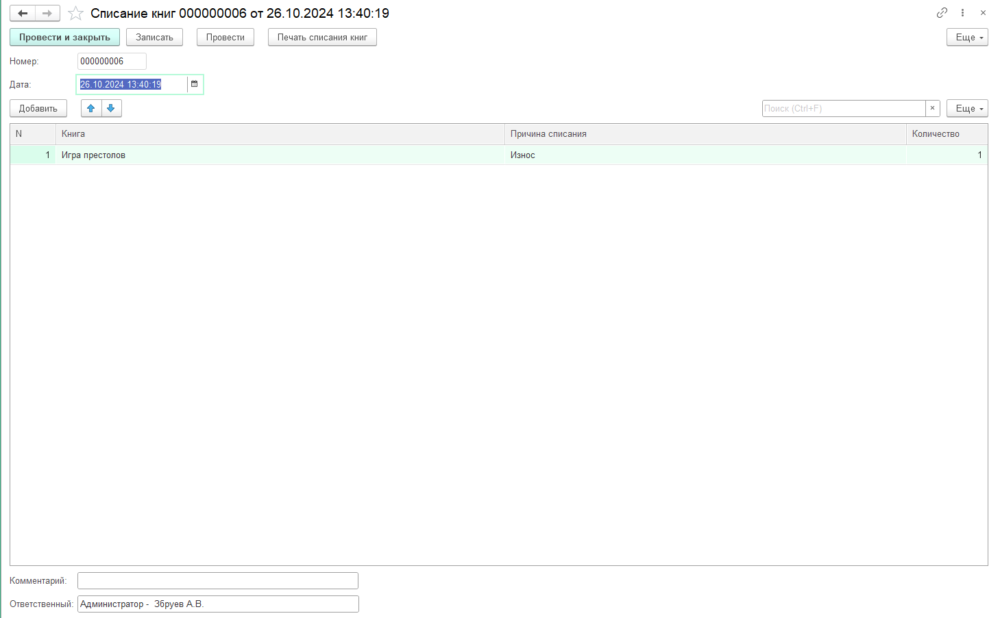 Списание книг 000000006 от 26.10.2024 13:40:19
Провести и закрыть Записать Провести Печать списания книг Еще
Номер: 000000006
Дата: 26.10.2024 13:40:19
Добавить Поиск (Ctrl+F) × Еще
N Книга Причина списания Количество
1 Игра престолов Износ 1
Комментарий:
Ответственный: Администратор - Збруев А.В.